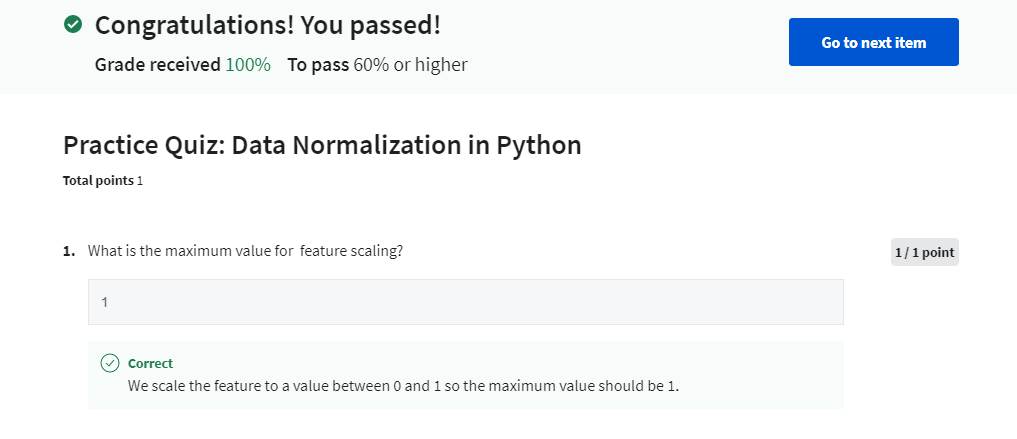 Congratulations! You passed!
Go to next item
Grade received 100% To pass 60% or higher
Practice Quiz: Data Normalization in Python
Total points 1
1. What is the maximum value for feature scaling?
1 / 1 point
1
Correct
We scale the feature to a value between 0 and 1 so the maximum value should be 1.